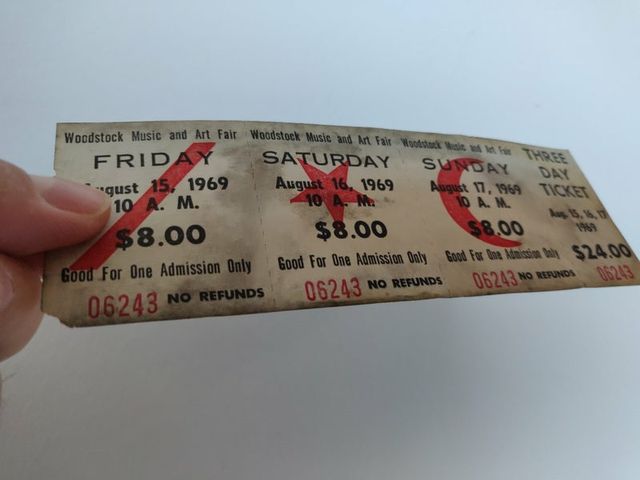 Woodstock Music and Art Fair
FRIDAY
August 15, 1969
10 A. M.
$8.00
Good For One Admission Only
06243 NO REFUNDS
Woodstock Music and Art Fair
SATURDAY
August 16, 1969
10 A. M.
$8.00
Good For One Admission Only
06243 NO REFUNDS
Woodstock Music and Art Fair
SUNDAY
August 17, 1969
10 A. M.
$8.00
Good For One Admission Only
06243 NO REFUNDS
THREE
DAY
TICKET
Aug. 15, 16, 17
1969
$24.00
06243